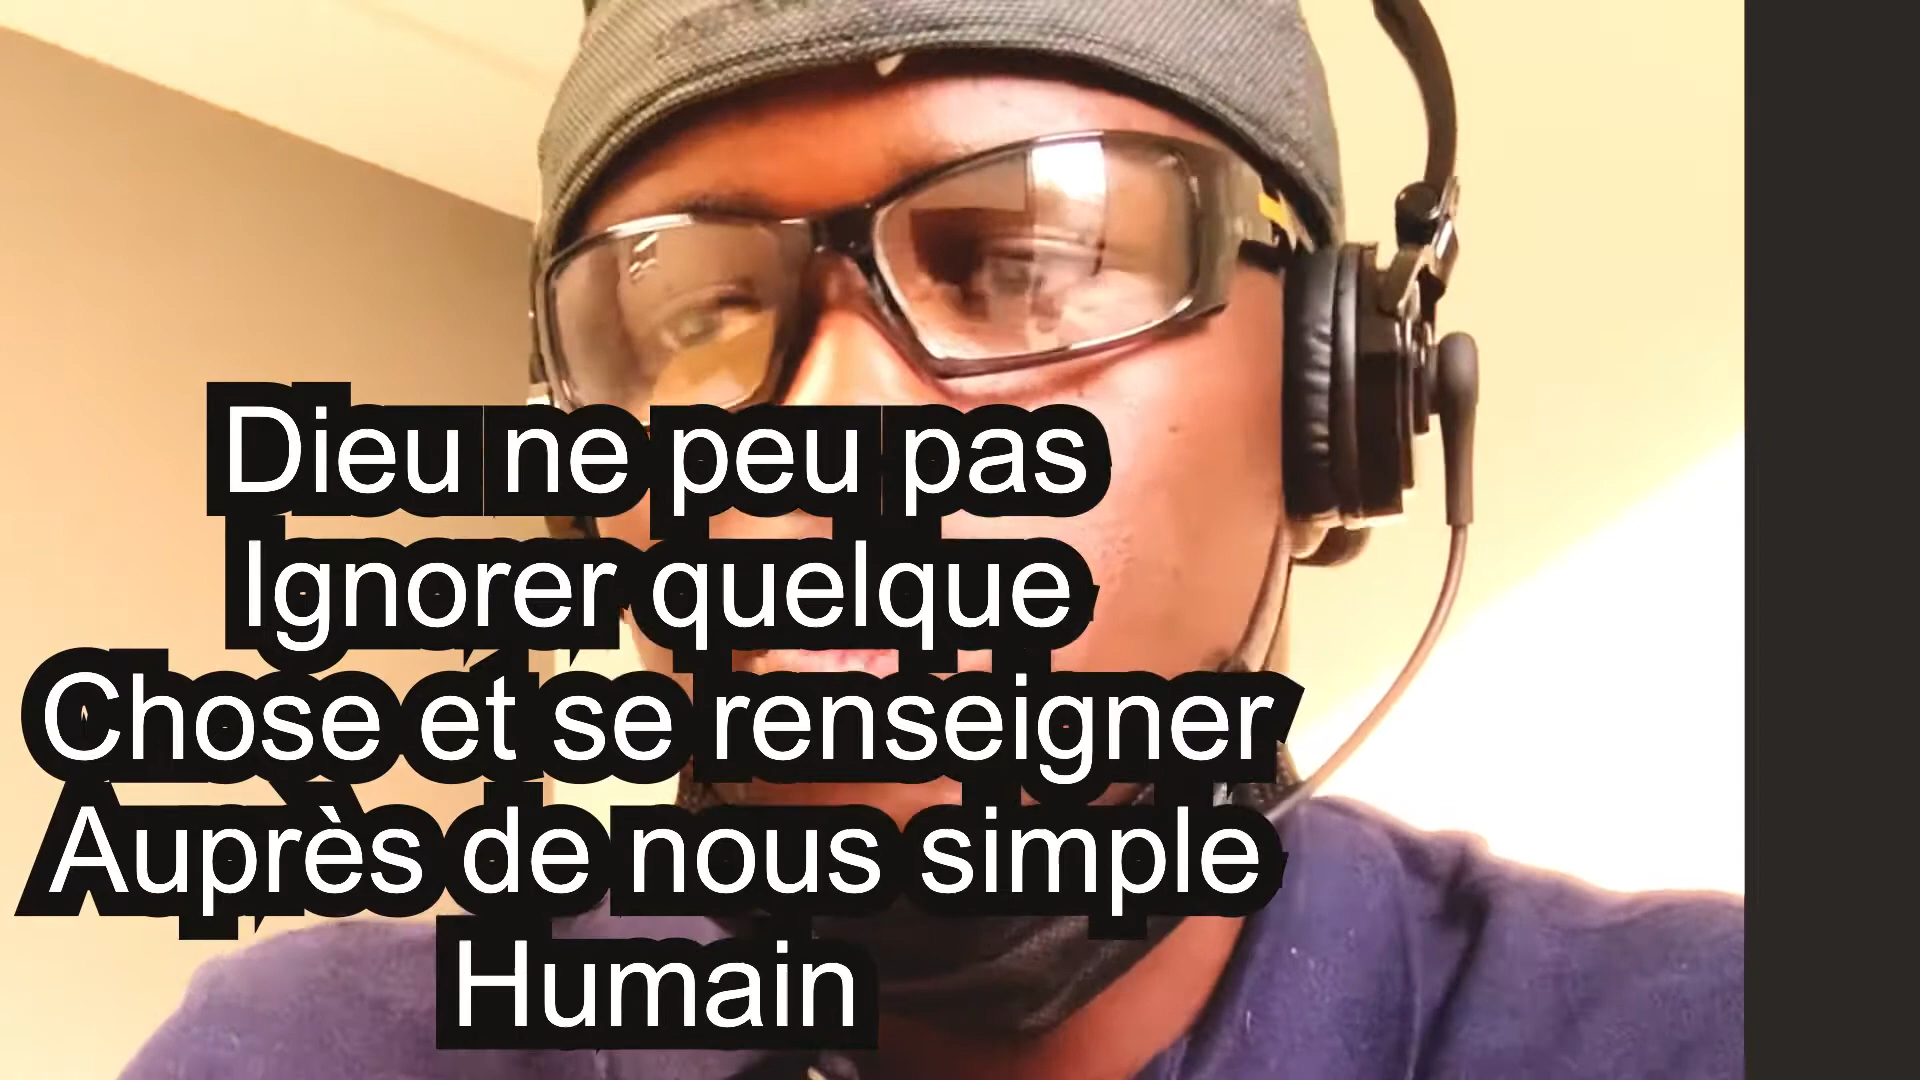 Dieu ne peu pas
Ignorer quelque
Chose et se renseigner
Auprès de nous simple
Humain